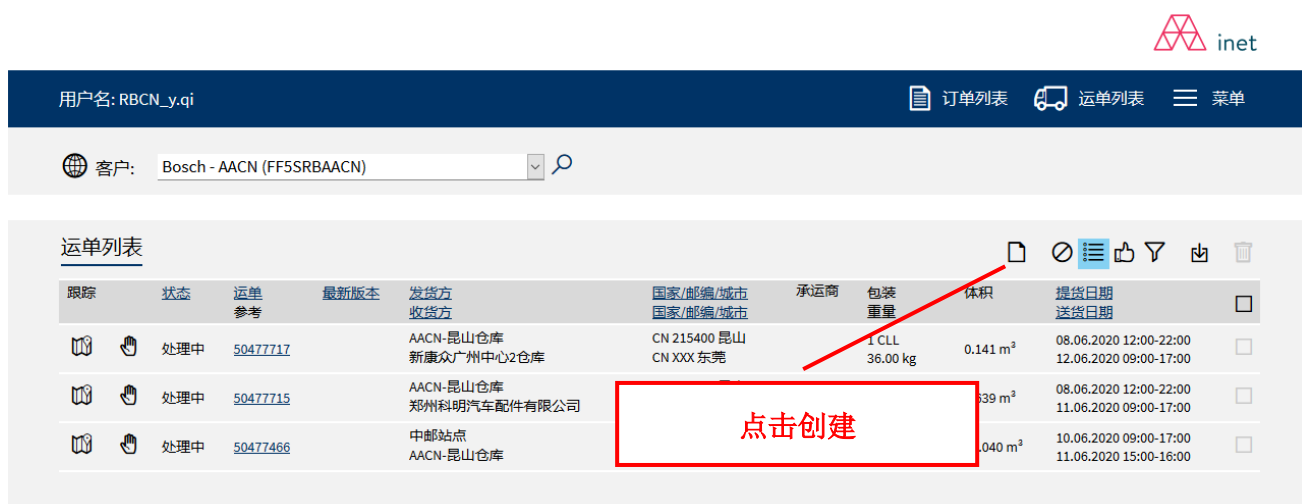 inet
用户名: RBCN_y.qi
订单列表
运单列表
菜单
客户:
Bosch - AACN (FF5SRBAACN)
运单列表
跟踪 状态 运单 最新版本 发货方 国家/邮编/城市 承运商 包装 体积 提货日期
参考 收货方 国家/邮编/城市 重量 送货日期
AACN-昆山仓库 CN 215400 昆山 1 CLL 08.06.2020 12:00-22:00
处理中 50477717 0.141 m³
新康众广州中心2仓库 CN XXX 东莞 36.00 kg 12.06.2020 09:00-17:00
AACN-昆山仓库 08.06.2020 12:00-22:00
处理中 50477715 639 m³
郑州科明汽车配件有限公司 11.06.2020 09:00-17:00
点击创建
中邮站点 10.06.2020 09:00-17:00
处理中 50477466 .040 m³
AACN-昆山仓库 11.06.2020 15:00-16:00